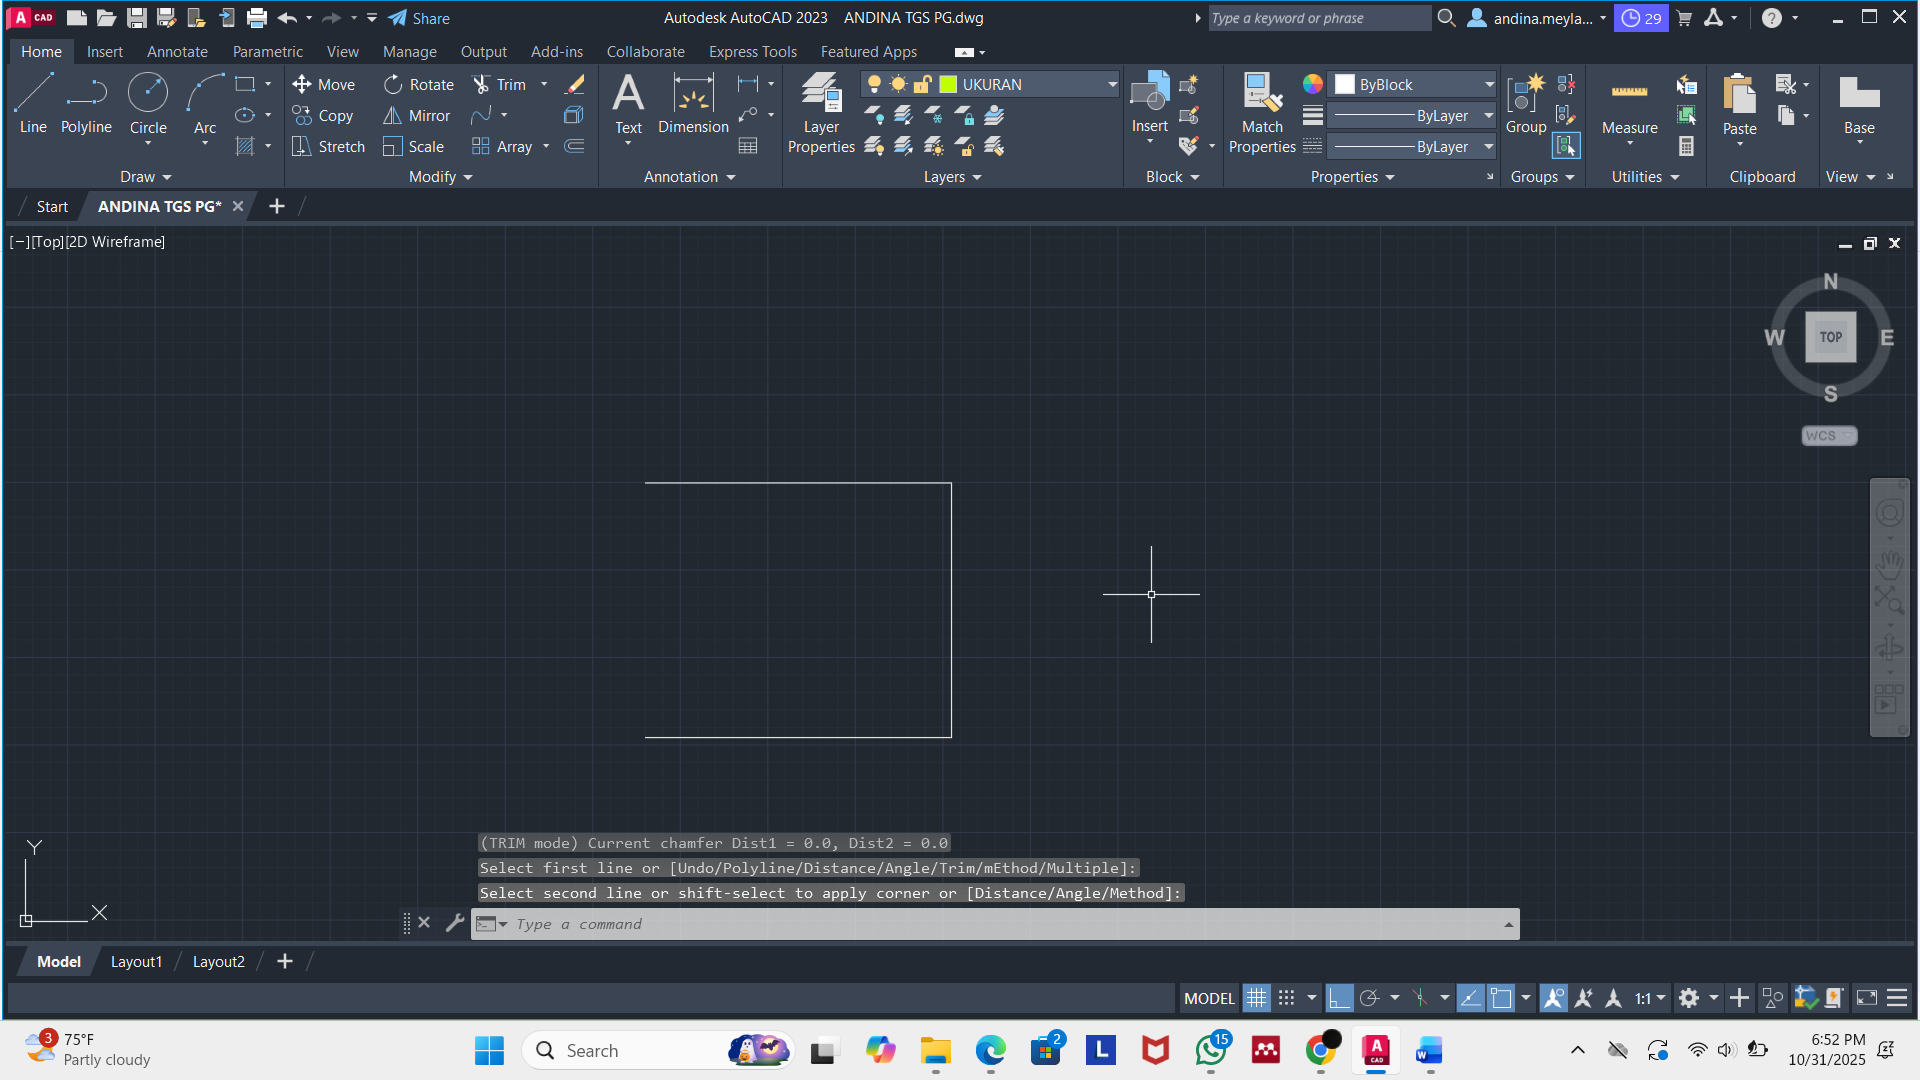 A CAD
Share
Autodesk AutoCAD 2023 ANDINA TGS PG.dwg
Type a keyword or phrase
andina.meyla...
29
Home Insert Annotate Parametric View Manage Output Add-ins Collaborate Express Tools Featured Apps
Line
Polyline
Circle
Arc
Draw
Move Rotate Trim
Copy Mirror
Stretch Scale Array
Modify
Text
Dimension
Annotation
Layer
Properties
UKURAN
Layers
Insert
Block
Match
Properties
ByBlock
ByLayer
ByLayer
Properties
Group
Groups
Measure
Utilities
Paste
Clipboard
Base
View
Start ANDINA TGS PG*
[−][Top][2D Wireframe]
N
W TOP E
S
WCS
Y
X
(TRIM mode) Current chamfer Dist1 = 0.0, Dist2 = 0.0
Select first line or [Undo/Polyline/Distance/Angle/Trim/mEthod/Multiple]:
Select second line or shift-select to apply corner or [Distance/Angle/Method]:
Type a command
Model Layout1 Layout2
MODEL
1:1
3
75°F
Partly cloudy
Search
2
L
15
A
CAD
W
6:52 PM
10/31/2025